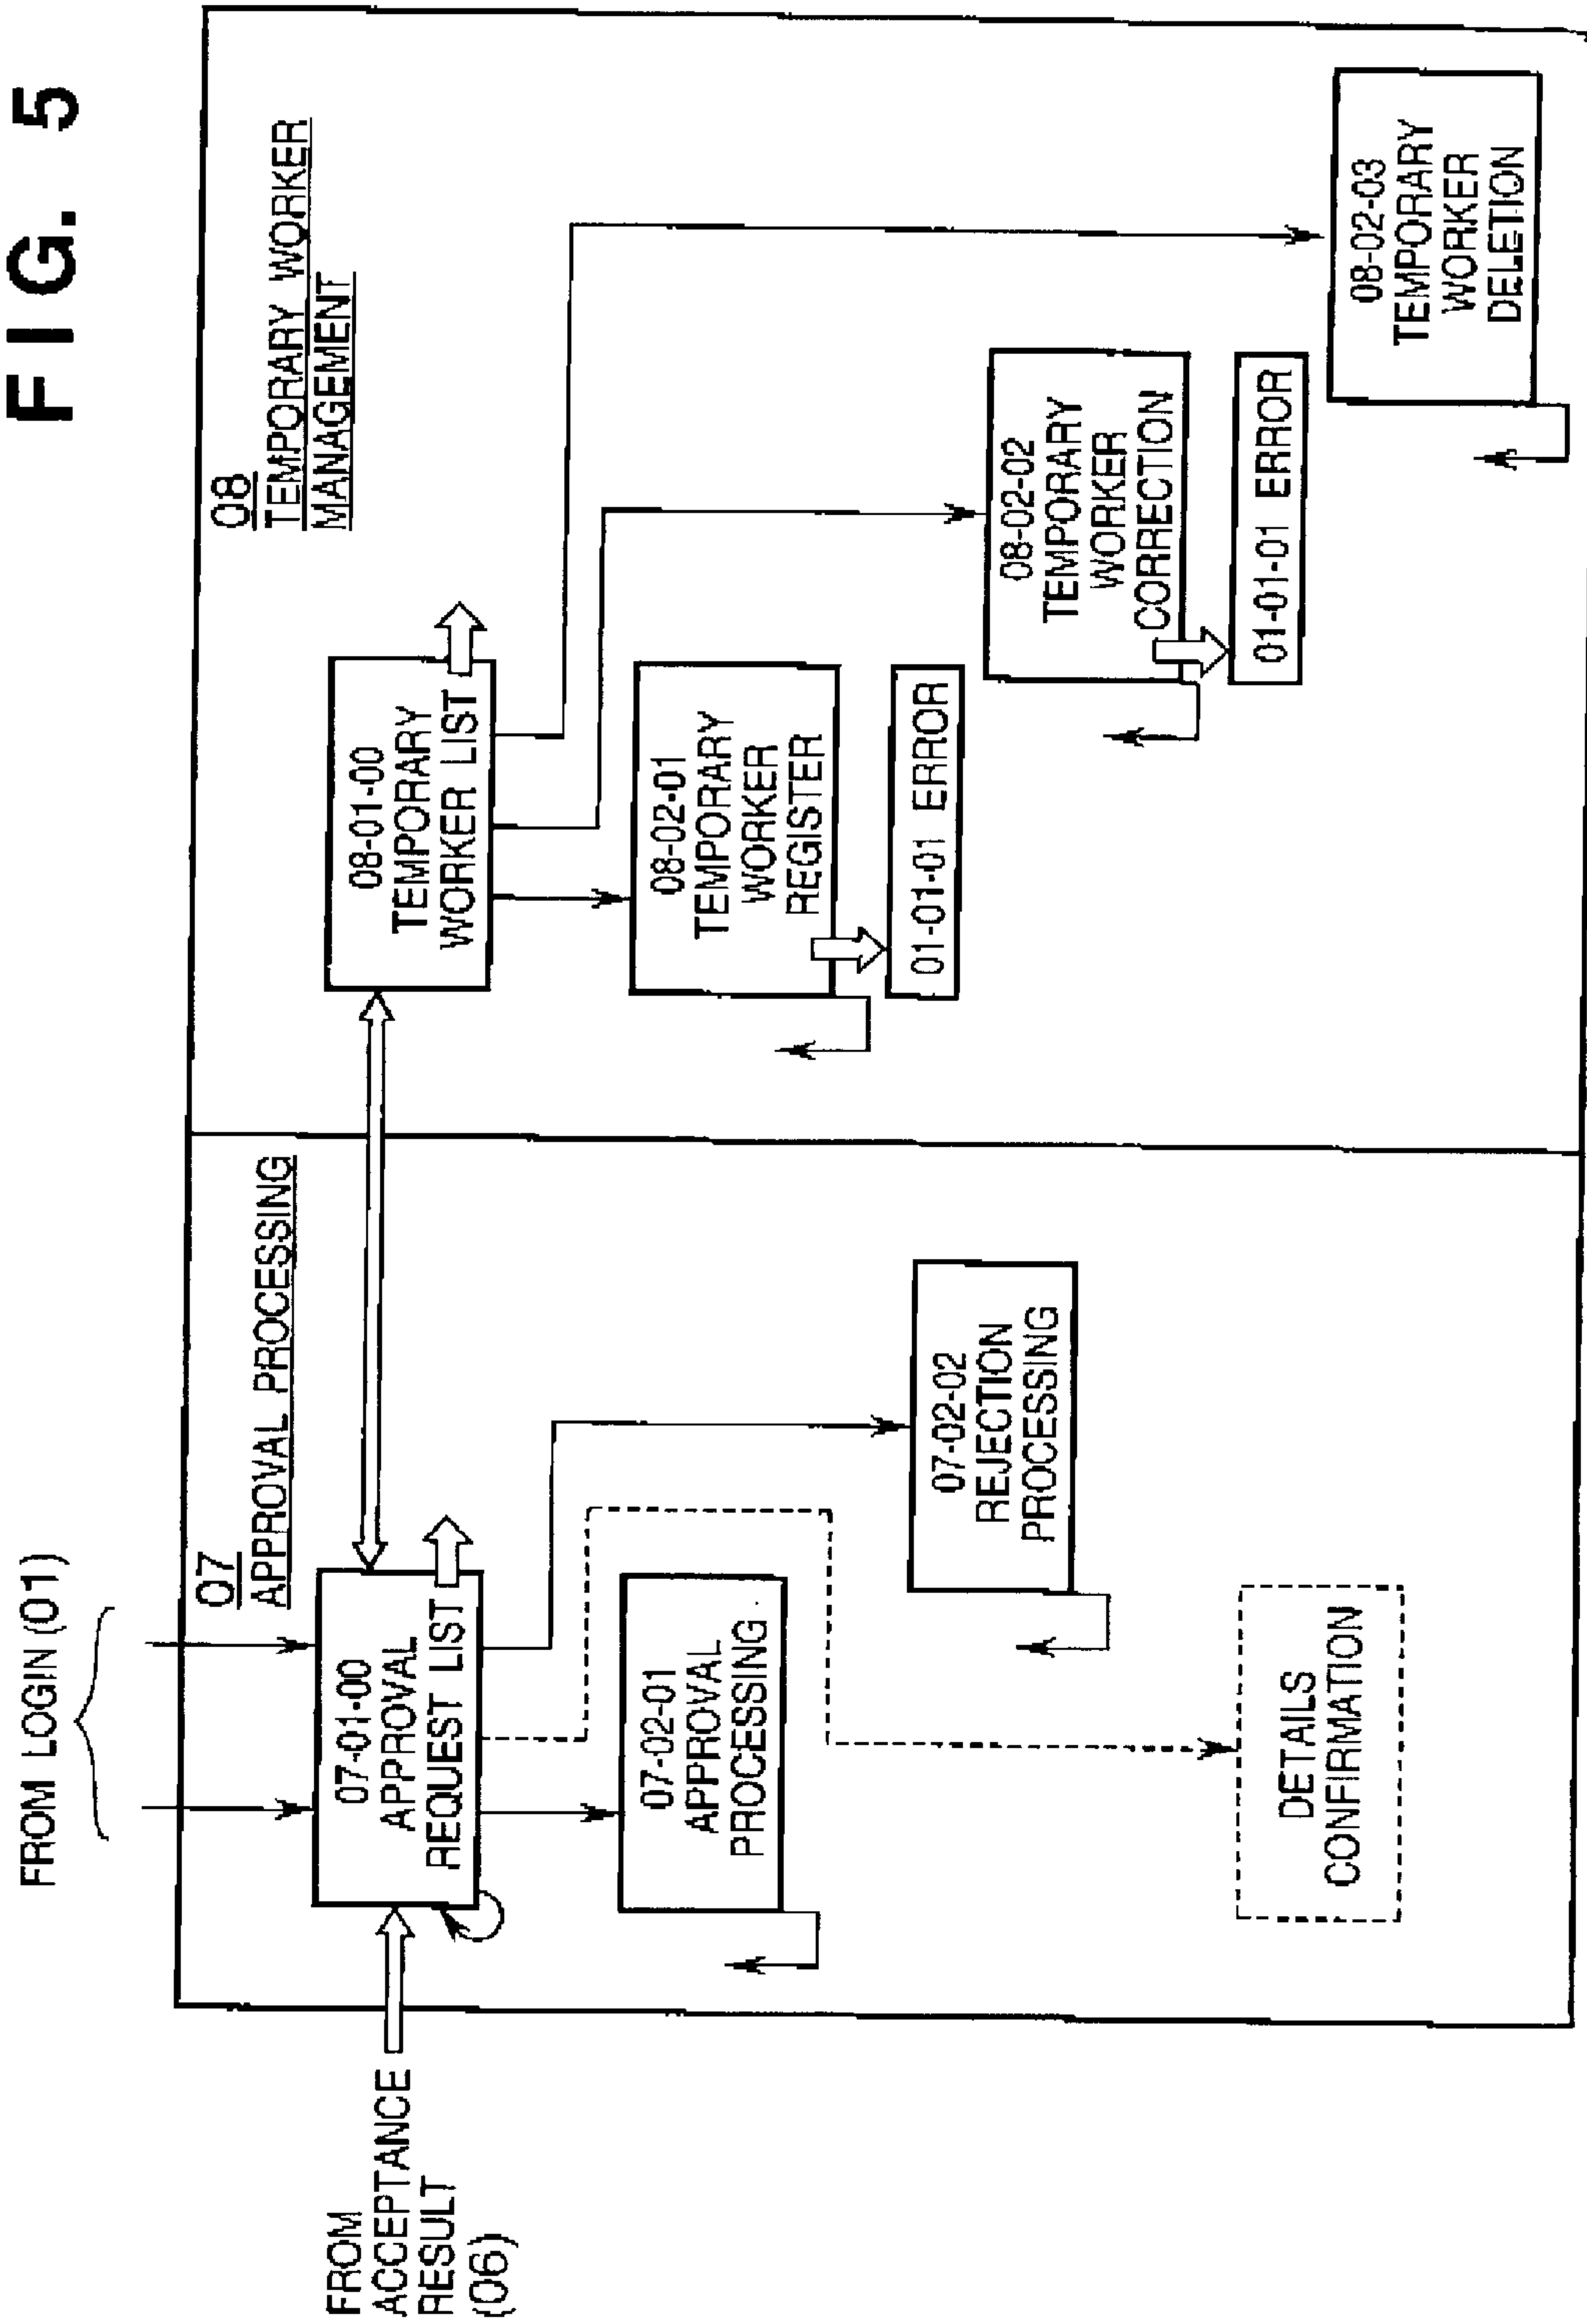 FIG. 5
FROM LOGIN (01)
FROM
ACCEPTANCE
RESULT
(06)
07
APPROVAL PROCESSING
07-01-00
APPROVAL
REQUEST LIST
07-02-01
APPROVAL
PROCESSING
07-02-02
REJECTION
PROCESSING
DETAILS
CONFIRMATION
08
TEMPORARY WORKER
MANAGEMENT
08-01-00
TEMPORARY
WORKER LIST
08-02-01
TEMPORARY
WORKER
REGISTER
01-01-01 ERROR
08-02-02
TEMPORARY
WORKER
CORRECTION
01-01-01 ERROR
08-02-03
TEMPORARY
WORKER
DELETION